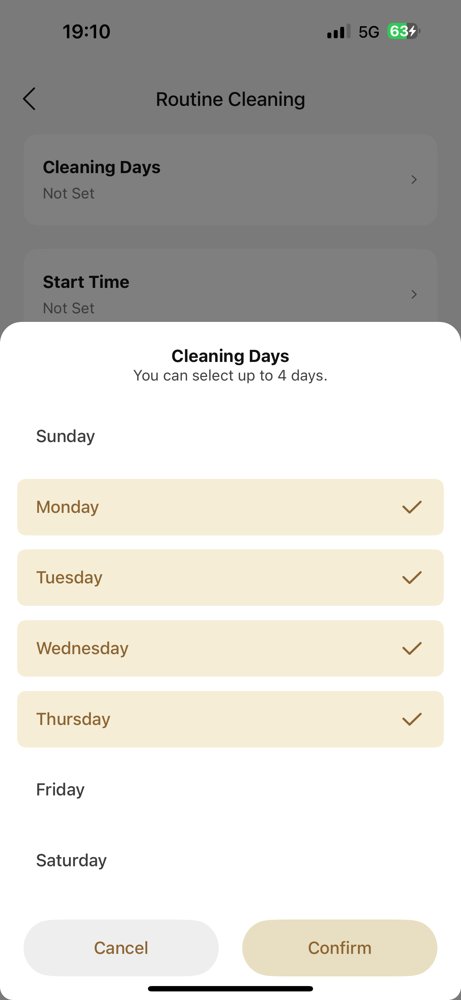 19:10
5G
63
Routine Cleaning
Cleaning Days
Not Set
Start Time
Not Set
Cleaning Days
You can select up to 4 days.
Sunday
Monday
Tuesday
Wednesday
Thursday
Friday
Saturday
Cancel
Confirm